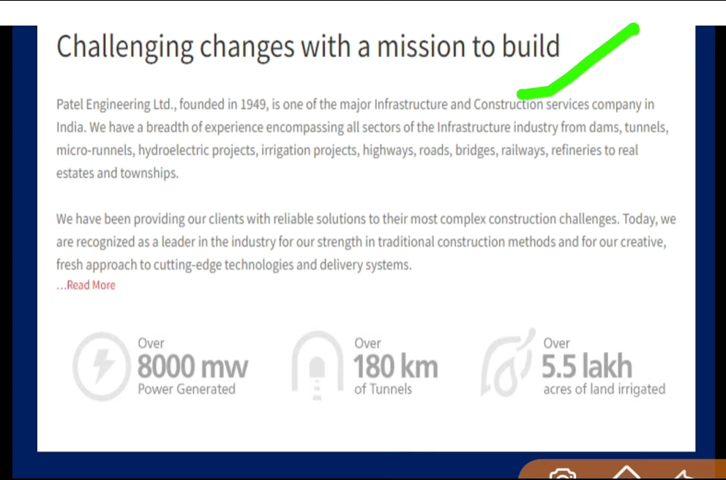 Challenging changes with a mission to build
Patel Engineering Ltd., founded in 1949, is one of the major Infrastructure and Construction services company in
India. We have a breadth of experience encompassing all sectors of the Infrastructure industry from dams, tunnels,
micro-runnels, hydroelectric projects, irrigation projects, highways, roads, bridges, railways, refineries to real
estates and townships.
We have been providing our clients with reliable solutions to their most complex construction challenges. Today, we
are recognized as a leader in the industry for our strength in traditional construction methods and for our creative,
fresh approach to cutting-edge technologies and delivery systems.
...Read More
Over
8000 mw
Power Generated
Over
180 km
of Tunnels
Over
5.5 lakh
acres of land irrigated